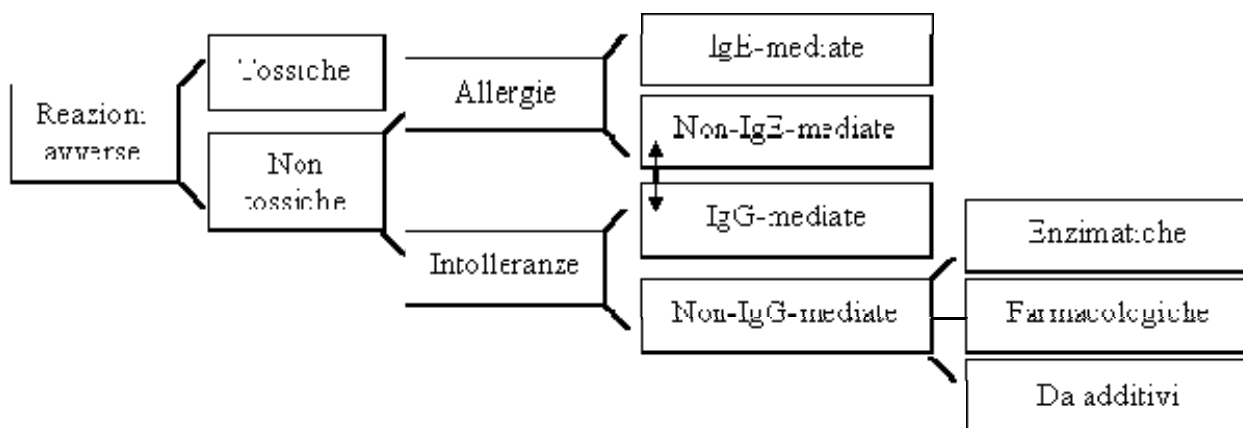 Reazioni
avverse
Tossiche
Non
tossiche
Allergie
Intolleranze
IgE-mediate
Non-IgE-mediate
IgG-mediate
Non-IgG-mediate
Enzimatiche
Farmacologiche
Da additivi